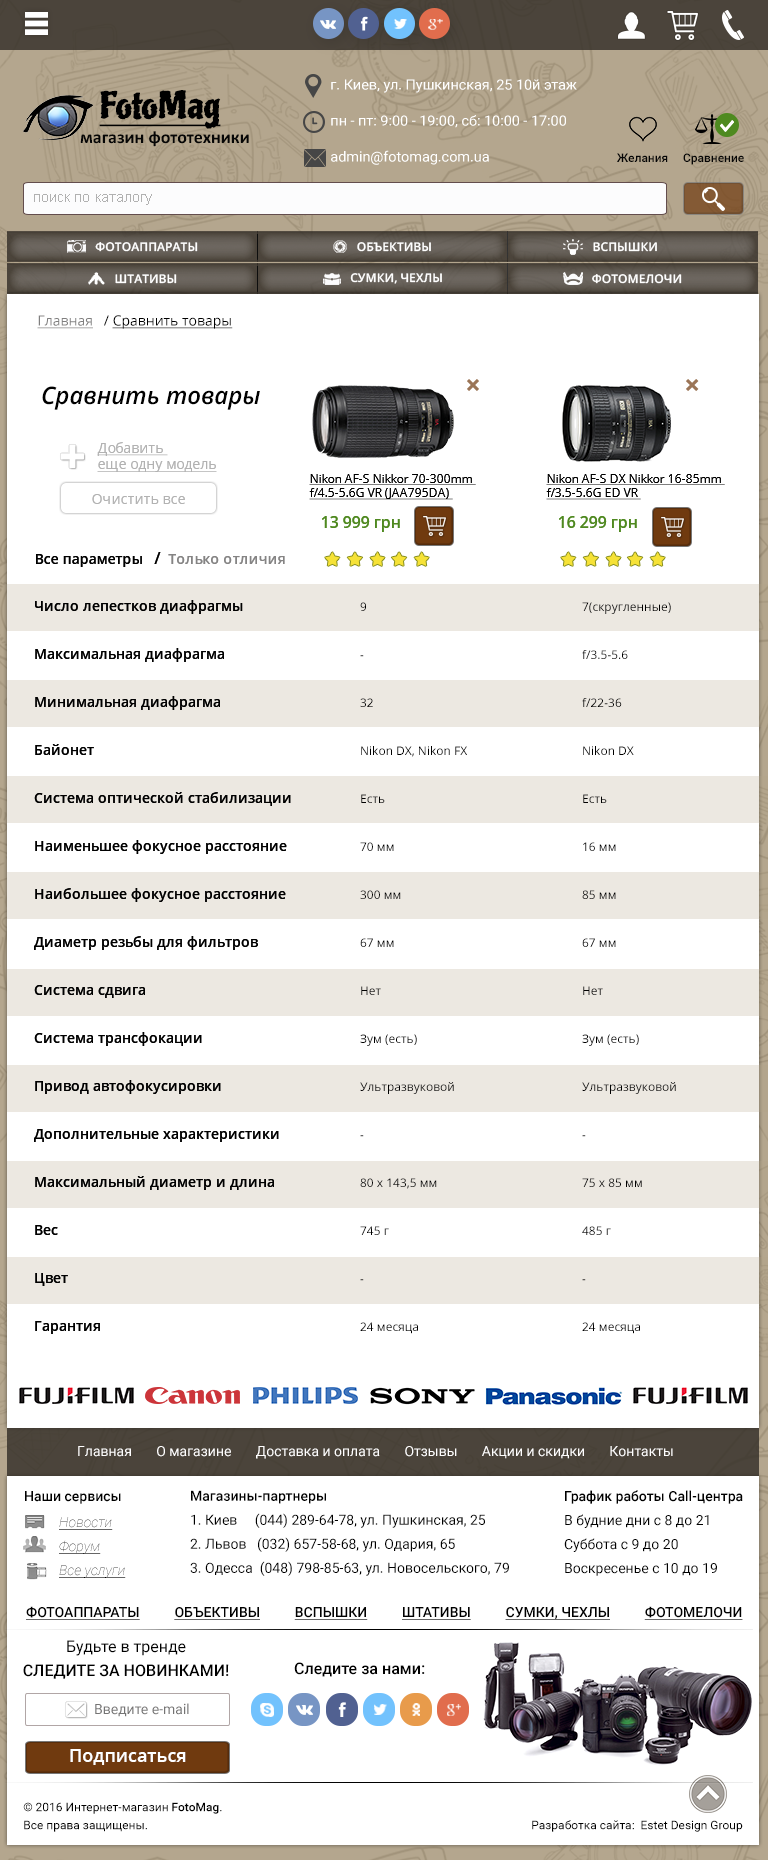 г. Киев, ул. Пушкинская, 25 10й этаж
FotoMag
магазин фототехники
пн - пт: 9:00 - 19:00, сб: 10:00 - 17:00
admin@fotomag.com.ua
Желания Сравнение
поиск по каталогу
ФОТОАППАРАТЫ ОБЪЕКТИВЫ ВСПЫШКИ
ШТАТИВЫ СУМКИ, ЧЕХЛЫ ФОТОМЕЛОЧИ
Главная / Сравнить товары
Сравнить товары
Добавить
еще одну модель
Очистить все
Nikon AF-S Nikkor 70-300mm
f/4.5-5.6G VR (JAA795DA)
13 999 грн
Nikon AF-S DX Nikkor 16-85mm
f/3.5-5.6G ED VR
16 299 грн
Все параметры / Только отличия
Число лепестков диафрагмы 9 7(скругленные)
Максимальная диафрагма - f/3.5-5.6
Минимальная диафрагма 32 f/22-36
Байонет Nikon DX, Nikon FX Nikon DX
Система оптической стабилизации Есть Есть
Наименьшее фокусное расстояние 70 мм 16 мм
Наибольшее фокусное расстояние 300 мм 85 мм
Диаметр резьбы для фильтров 67 мм 67 мм
Система сдвига Нет Нет
Система трансфокации Зум (есть) Зум (есть)
Привод автофокусировки Ультразвуковой Ультразвуковой
Дополнительные характеристики - -
Максимальный диаметр и длина 80 x 143,5 мм 75 x 85 мм
Вес 745 г 485 г
Цвет - -
Гарантия 24 месяца 24 месяца
FUJIFILM Canon PHILIPS SONY Panasonic FUJIFILM
Главная О магазине Доставка и оплата Отзывы Акции и скидки Контакты
Наши сервисы
Новости
Форум
Все услуги
Магазины-партнеры
1. Киев (044) 289-64-78, ул. Пушкинская, 25
2. Львов (032) 657-58-68, ул. Одария, 65
3. Одесса (048) 798-85-63, ул. Новосельского, 79
График работы Call-центра
В будние дни с 8 до 21
Суббота с 9 до 20
Воскресенье с 10 до 19
ФОТОАППАРАТЫ ОБЪЕКТИВЫ ВСПЫШКИ ШТАТИВЫ СУМКИ, ЧЕХЛЫ ФОТОМЕЛОЧИ
Будьте в тренде
СЛЕДИТЕ ЗА НОВИНКАМИ!
Введите e-mail
Подписаться
Следите за нами:
© 2016 Интернет-магазин FotoMag.
Все права защищены.
Разработка сайта: Estet Design Group